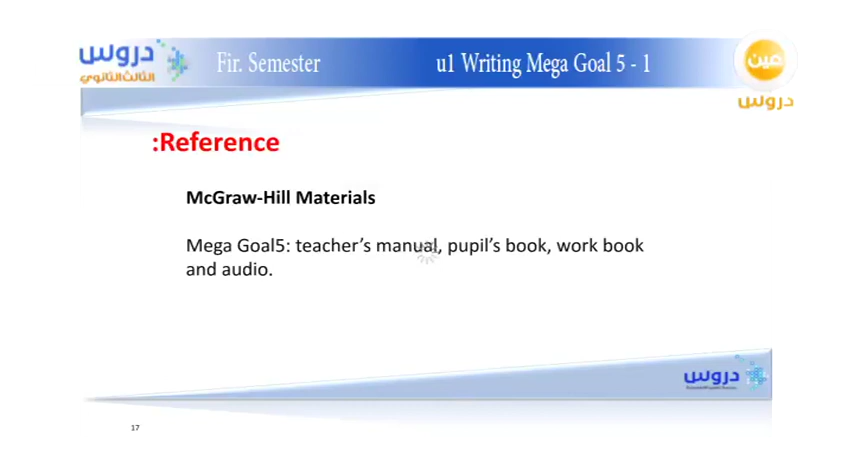 دروس
الثالث الثانوي
Fir. Semester
u1 Writing Mega Goal 5 - 1
عين
دروس
:Reference
McGraw-Hill Materials
Mega Goal5: teacher's manual, pupil's book, work book
and audio.
دروس
17